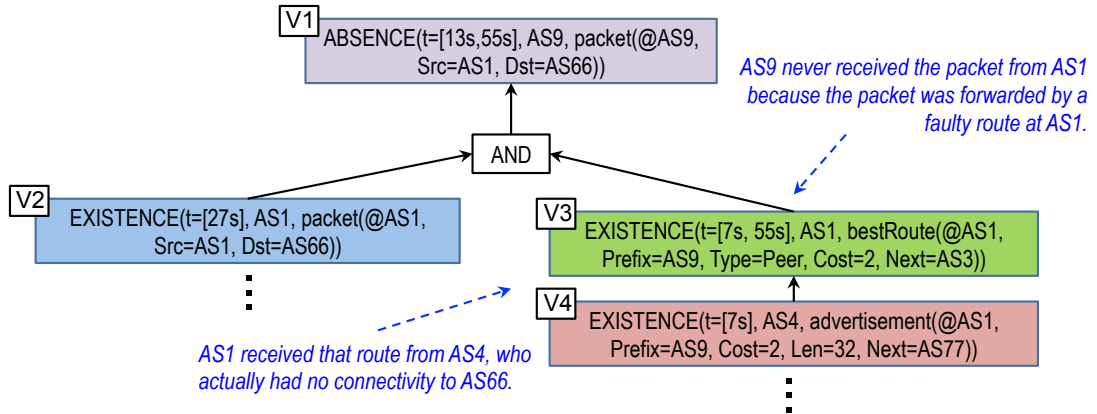 V1
ABSENCE(t=[13s,55s], AS9, packet(@AS9,
Src=AS1, Dst=AS66))
AS9 never received the packet from AS1
because the packet was forwarded by a
faulty route at AS1.
AND
V2
EXISTENCE(t=[27s], AS1, packet(@AS1,
Src=AS1, Dst=AS66))
V3
EXISTENCE(t=[7s, 55s], AS1, bestRoute(@AS1,
Prefix=AS9, Type=Peer, Cost=2, Next=AS3))
V4
EXISTENCE(t=[7s], AS4, advertisement(@AS1,
Prefix=AS9, Cost=2, Len=32, Next=AS77))
AS1 received that route from AS4, who
actually had no connectivity to AS66.